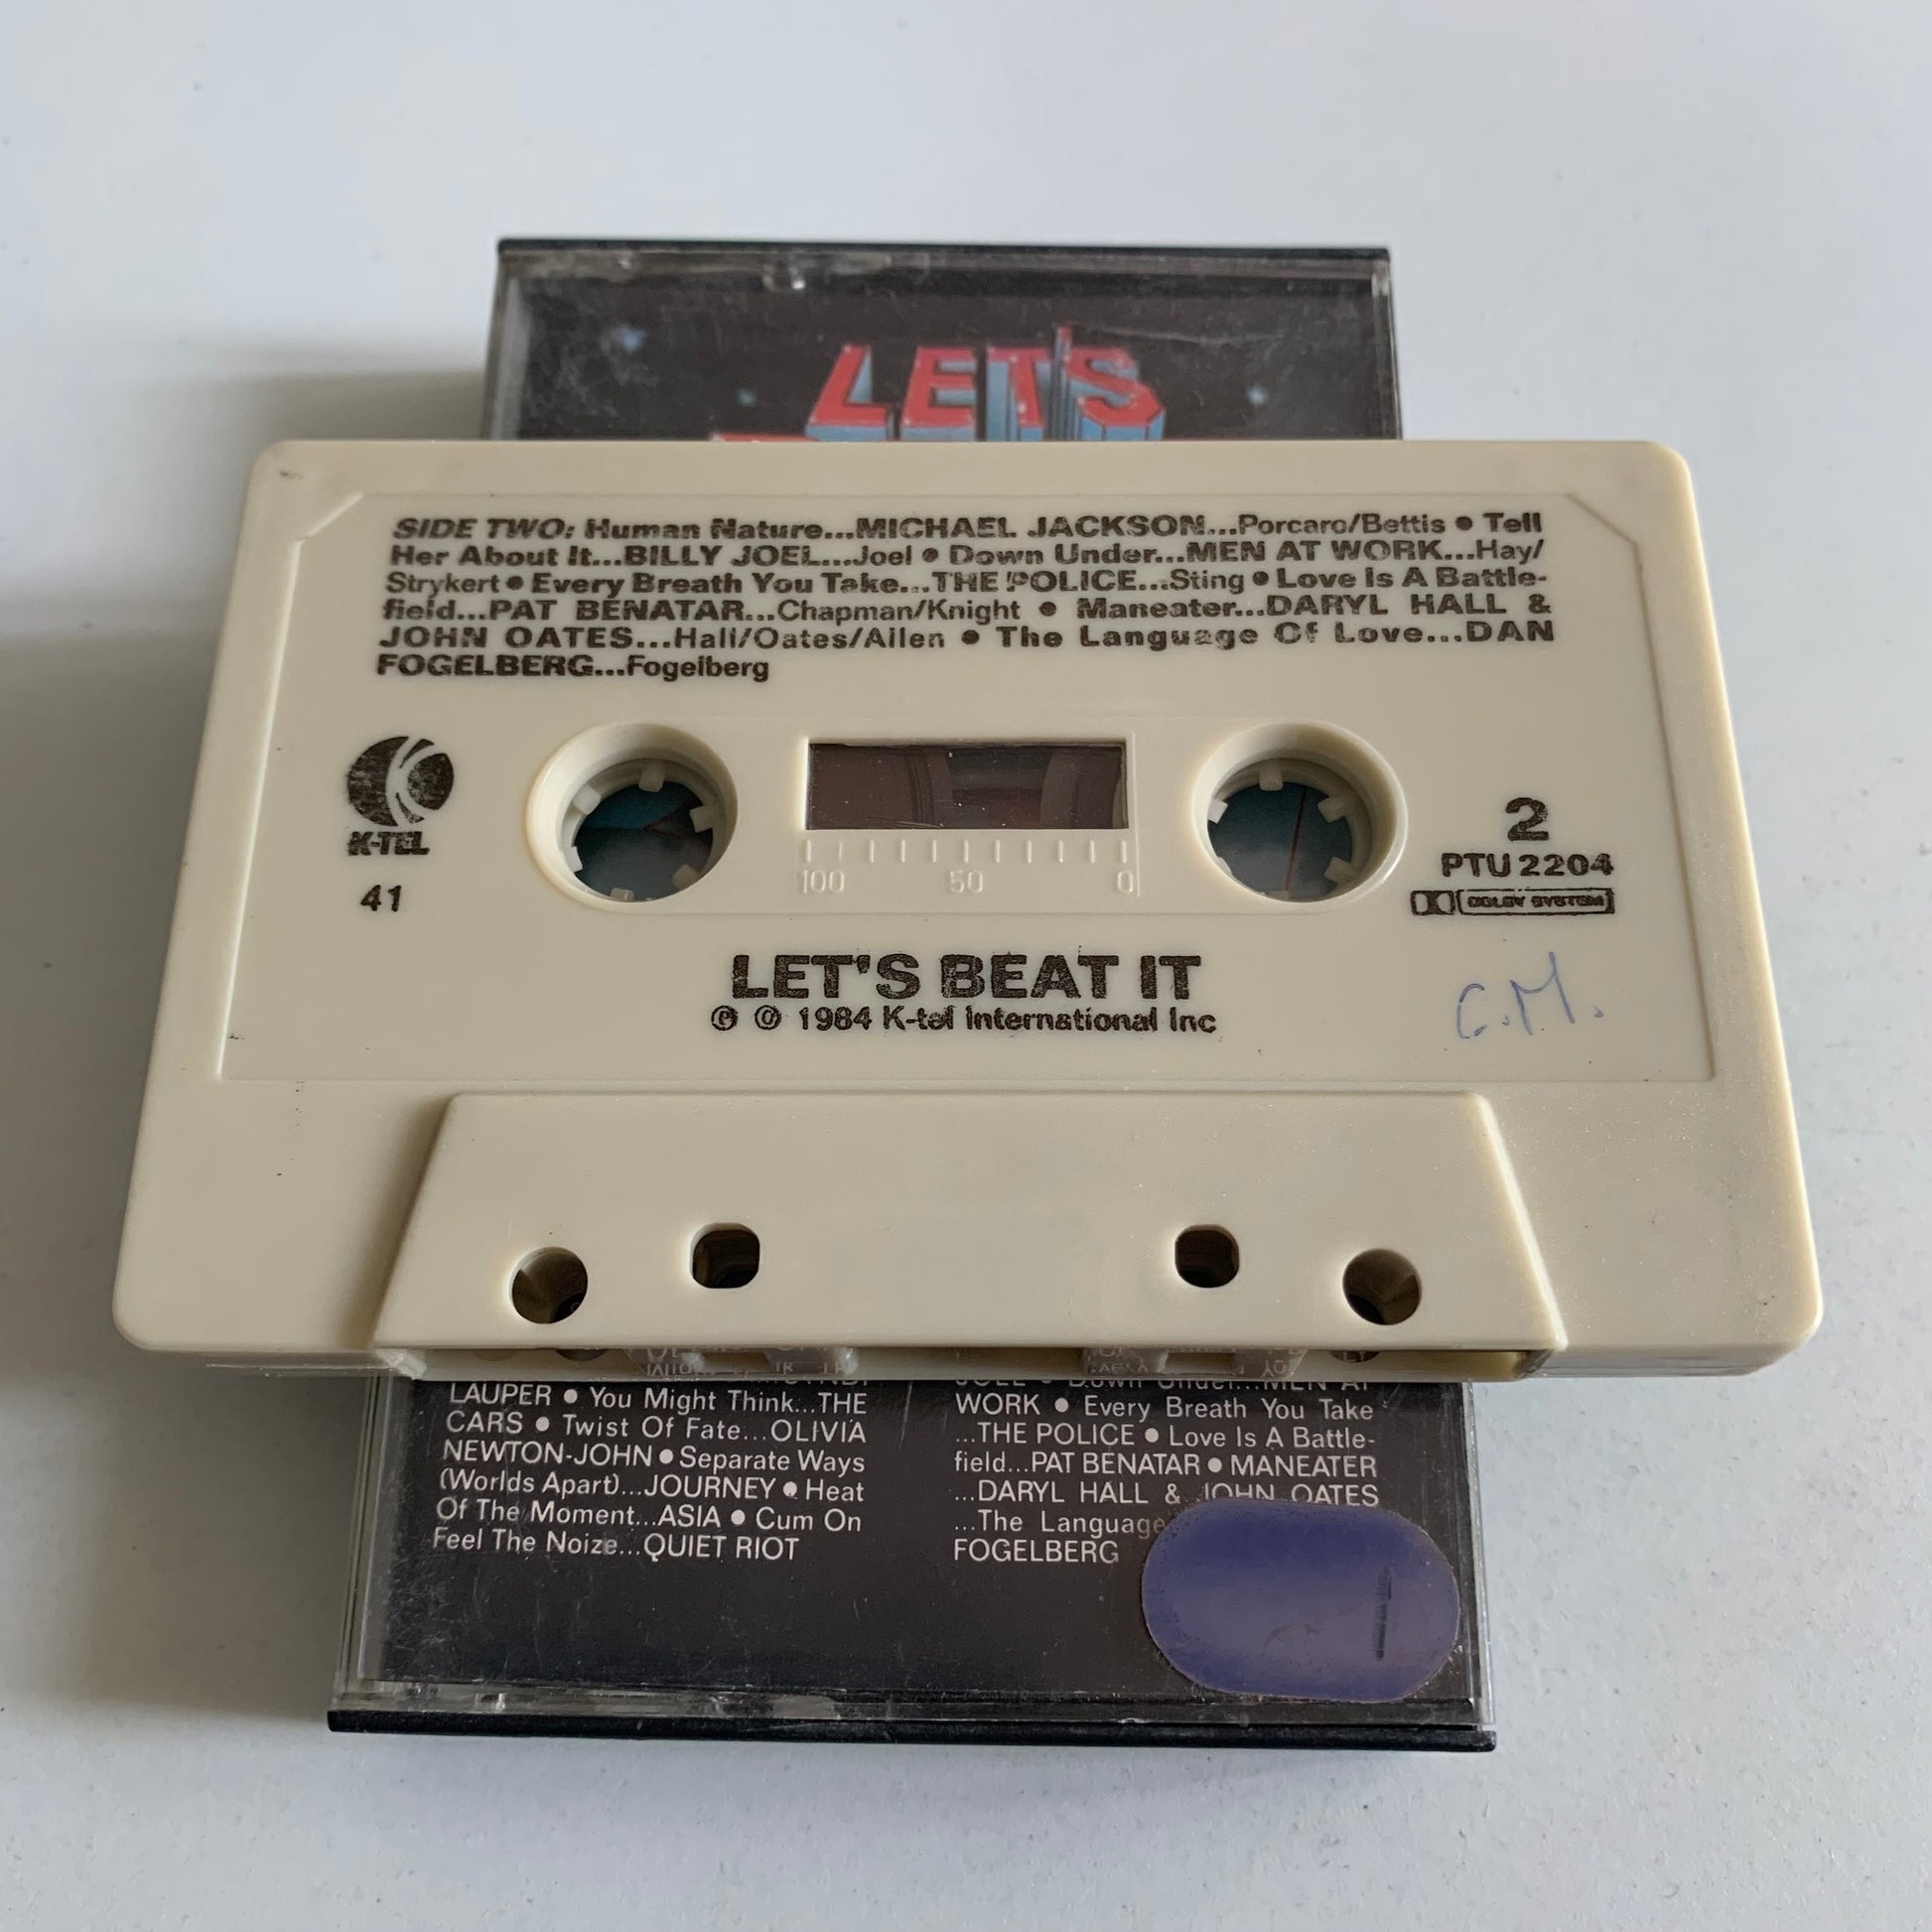 LET'S
SIDE TWO: Human Nature...MICHAEL JACKSON...Porcaro/Bettis • Tell
Her About It...BILLY JOEL...Joel • Down Under...MEN AT WORK...Hay/
Strykert • Every Breath You Take...THE POLICE...Sting • Love Is A Battle-
field...PAT BENATAR...Chapman/Knight • Maneater...DARYL HALL &
JOHN OATES...Hall/Oates/Allen • The Language Of Love...DAN
FOGELBERG...Fogelberg
K-TEL
41
100 50 0
2
PTU 2204
DOLBY SYSTEM
LET'S BEAT IT
℗ © 1984 K-tel International Inc
C.M.
LAUPER • You Might Think...THE
CARS • Twist Of Fate...OLIVIA
NEWTON-JOHN • Separate Ways
(Worlds Apart)...JOURNEY • Heat
Of The Moment...ASIA • Cum On
Feel The Noize...QUIET RIOT
JOEL • Down Under...MEN AT
WORK • Every Breath You Take
...THE POLICE • Love Is A Battle-
field...PAT BENATAR • MANEATER
...DARYL HALL & JOHN OATES
...The Language
FOGELBERG